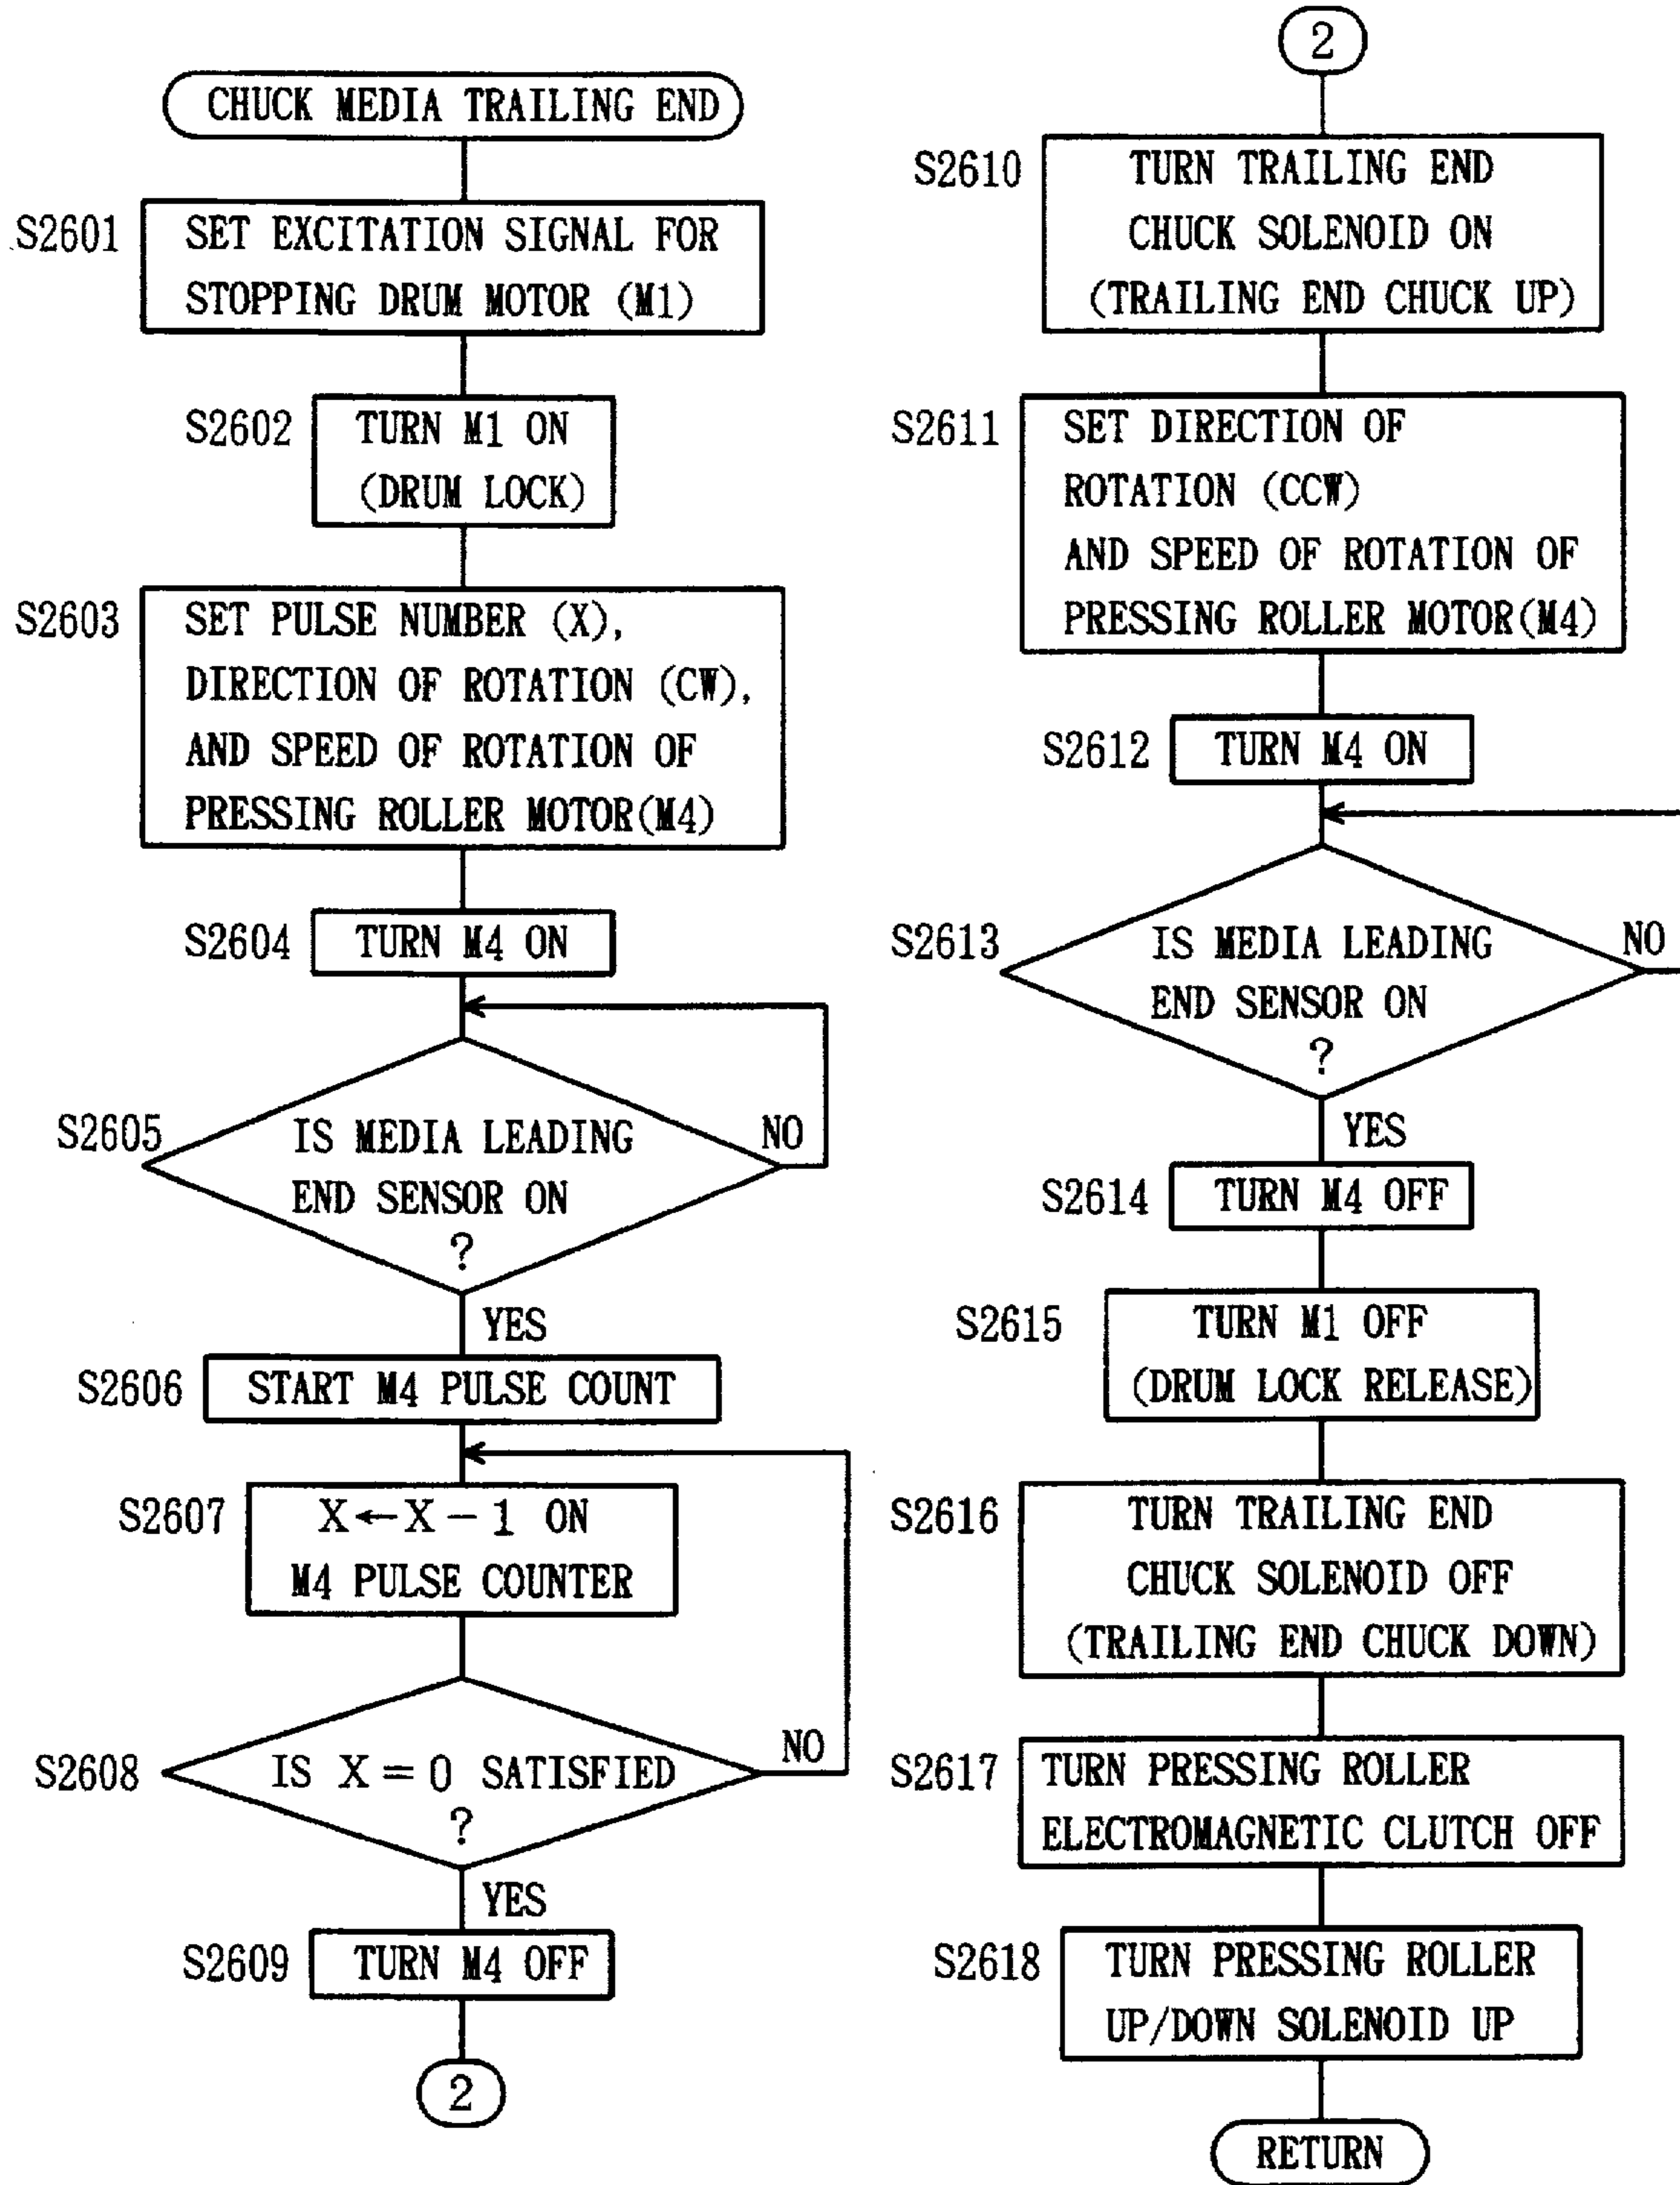 CHUCK MEDIA TRAILING END
S2601
SET EXCITATION SIGNAL FOR
STOPPING DRUM MOTOR (M1)
S2602
TURN M1 ON
(DRUM LOCK)
S2603
SET PULSE NUMBER (X),
DIRECTION OF ROTATION (CW),
AND SPEED OF ROTATION OF
PRESSING ROLLER MOTOR(M4)
S2604
TURN M4 ON
S2605
IS MEDIA LEADING
END SENSOR ON
?
NO
YES
S2606
START M4 PULSE COUNT
S2607
X←X-1 ON
M4 PULSE COUNTER
S2608
IS X=0 SATISFIED
?
NO
YES
S2609
TURN M4 OFF
2
2
S2610
TURN TRAILING END
CHUCK SOLENOID ON
(TRAILING END CHUCK UP)
S2611
SET DIRECTION OF
ROTATION (CCW)
AND SPEED OF ROTATION OF
PRESSING ROLLER MOTOR(M4)
S2612
TURN M4 ON
S2613
IS MEDIA LEADING
END SENSOR ON
?
NO
YES
S2614
TURN M4 OFF
S2615
TURN M1 OFF
(DRUM LOCK RELEASE)
S2616
TURN TRAILING END
CHUCK SOLENOID OFF
(TRAILING END CHUCK DOWN)
S2617
TURN PRESSING ROLLER
ELECTROMAGNETIC CLUTCH OFF
S2618
TURN PRESSING ROLLER
UP/DOWN SOLENOID UP
RETURN